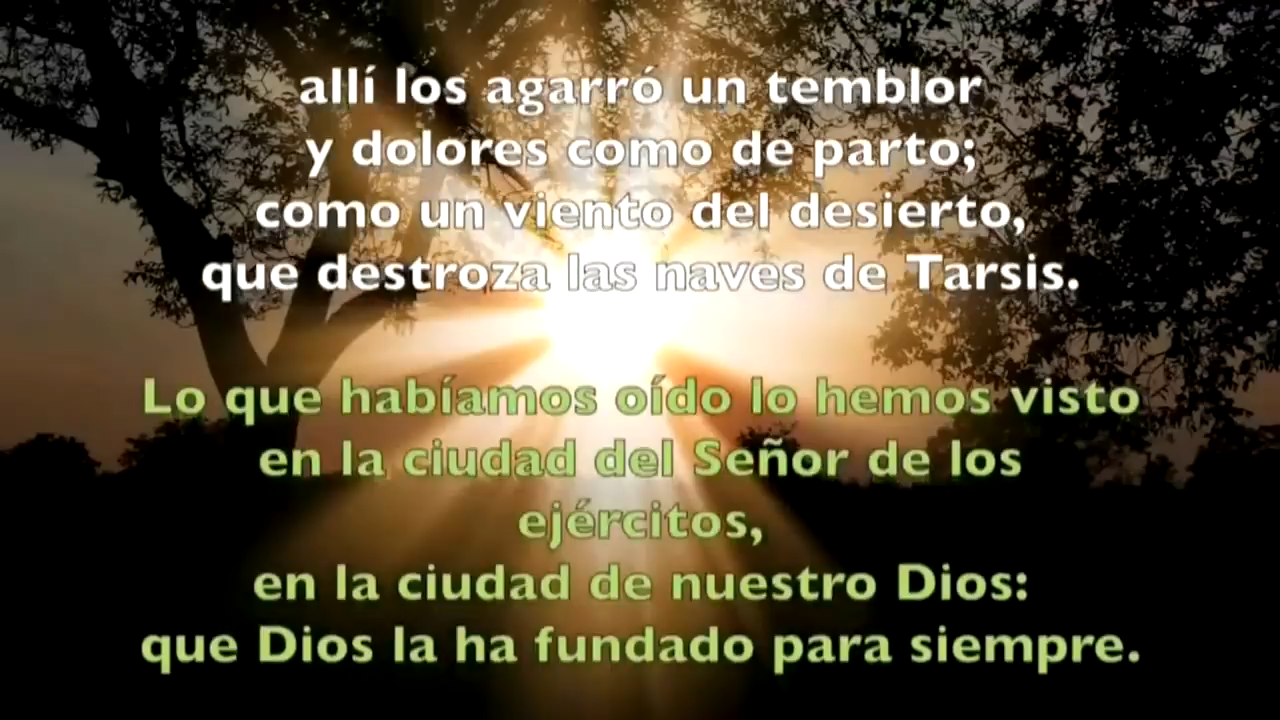 allí los agarró un temblor
y dolores como de parto;
como un viento del desierto,
que destroza las naves de Tarsis.
Lo que habíamos oído lo hemos visto
en la ciudad del Señor de los
ejércitos,
en la ciudad de nuestro Dios:
que Dios la ha fundado para siempre.